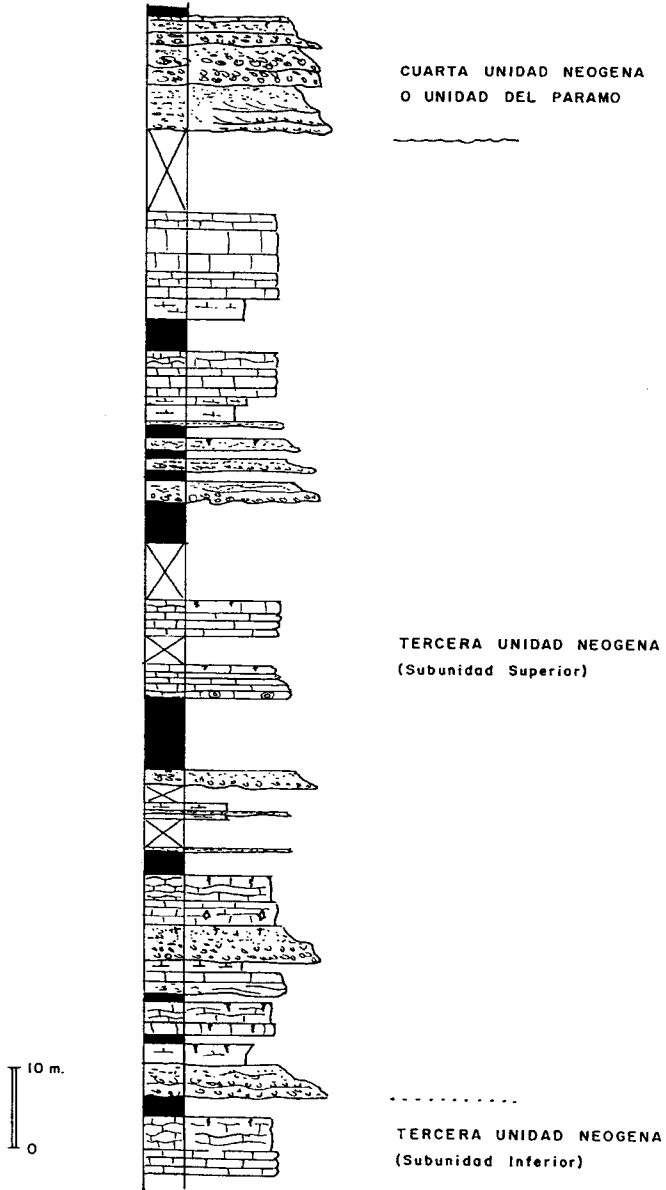 CUARTA UNIDAD NEOGENA
O UNIDAD DEL PARAMO
TERCERA UNIDAD NEOGENA
(Subunidad Superior)
10 m.
0
TERCERA UNIDAD NEOGENA
(Subunidad Inferior)